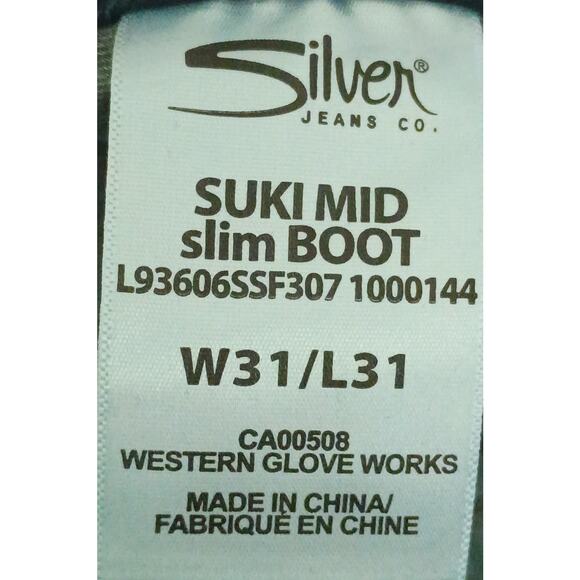 Silver®
JEANS CO.
SUKI MID
slim BOOT
L93606SSF307 1000144
W31/L31
CA00508
WESTERN GLOVE WORKS
MADE IN CHINA/
FABRIQUÉ EN CHINE